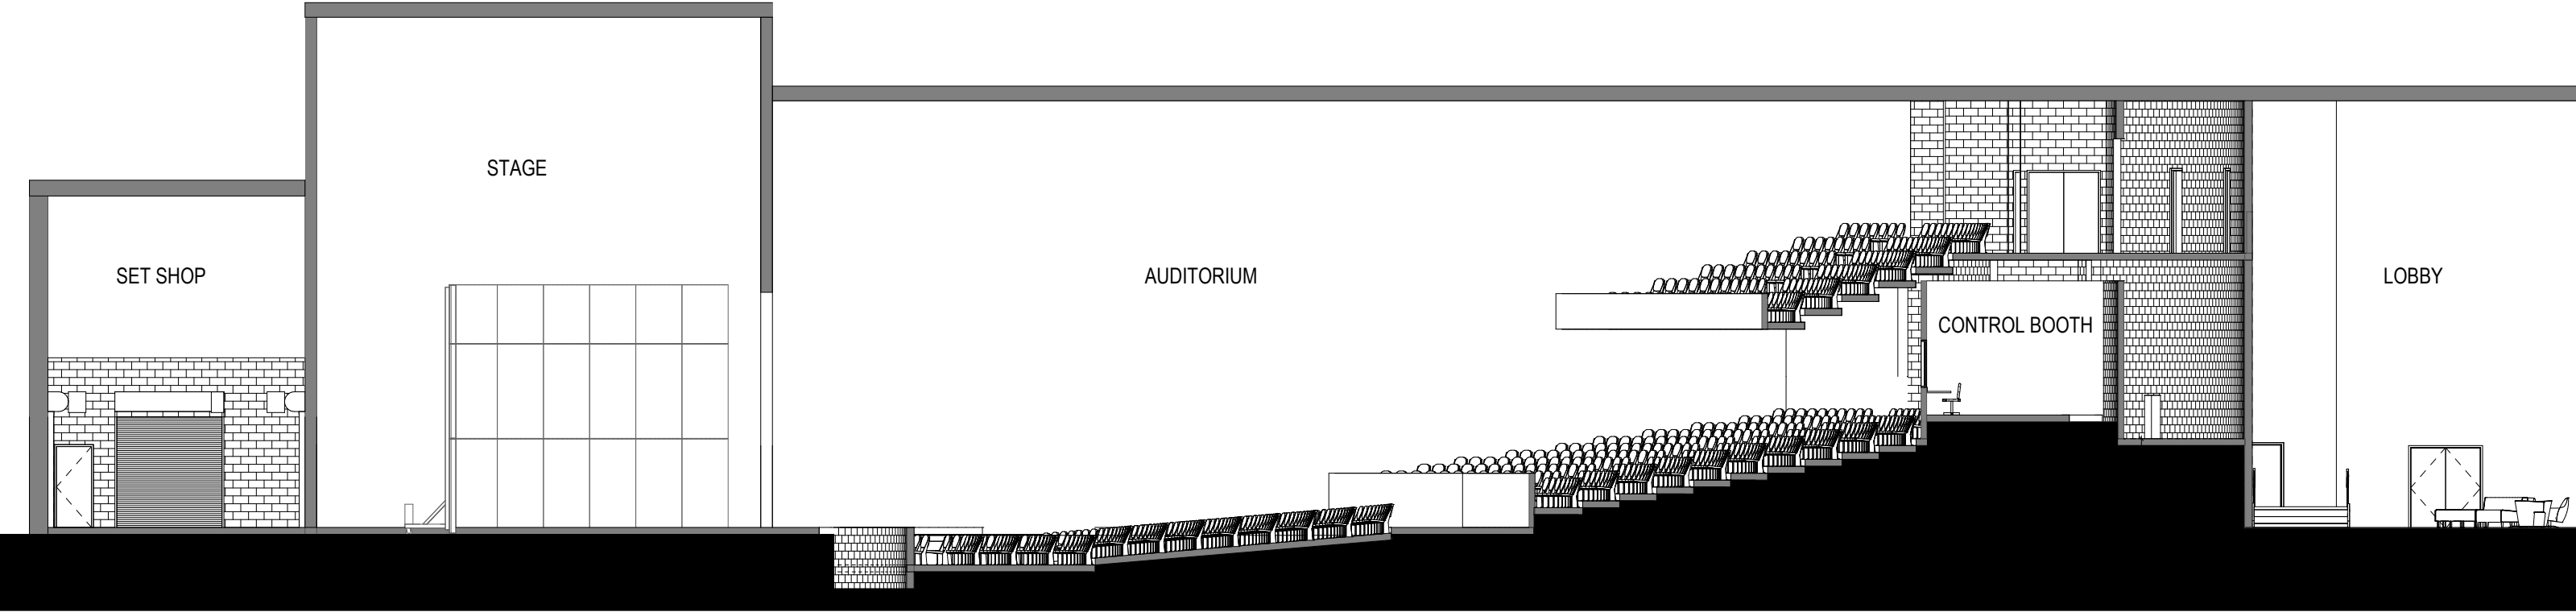 STAGE
SET SHOP
AUDITORIUM
LOBBY
CONTROL BOOTH